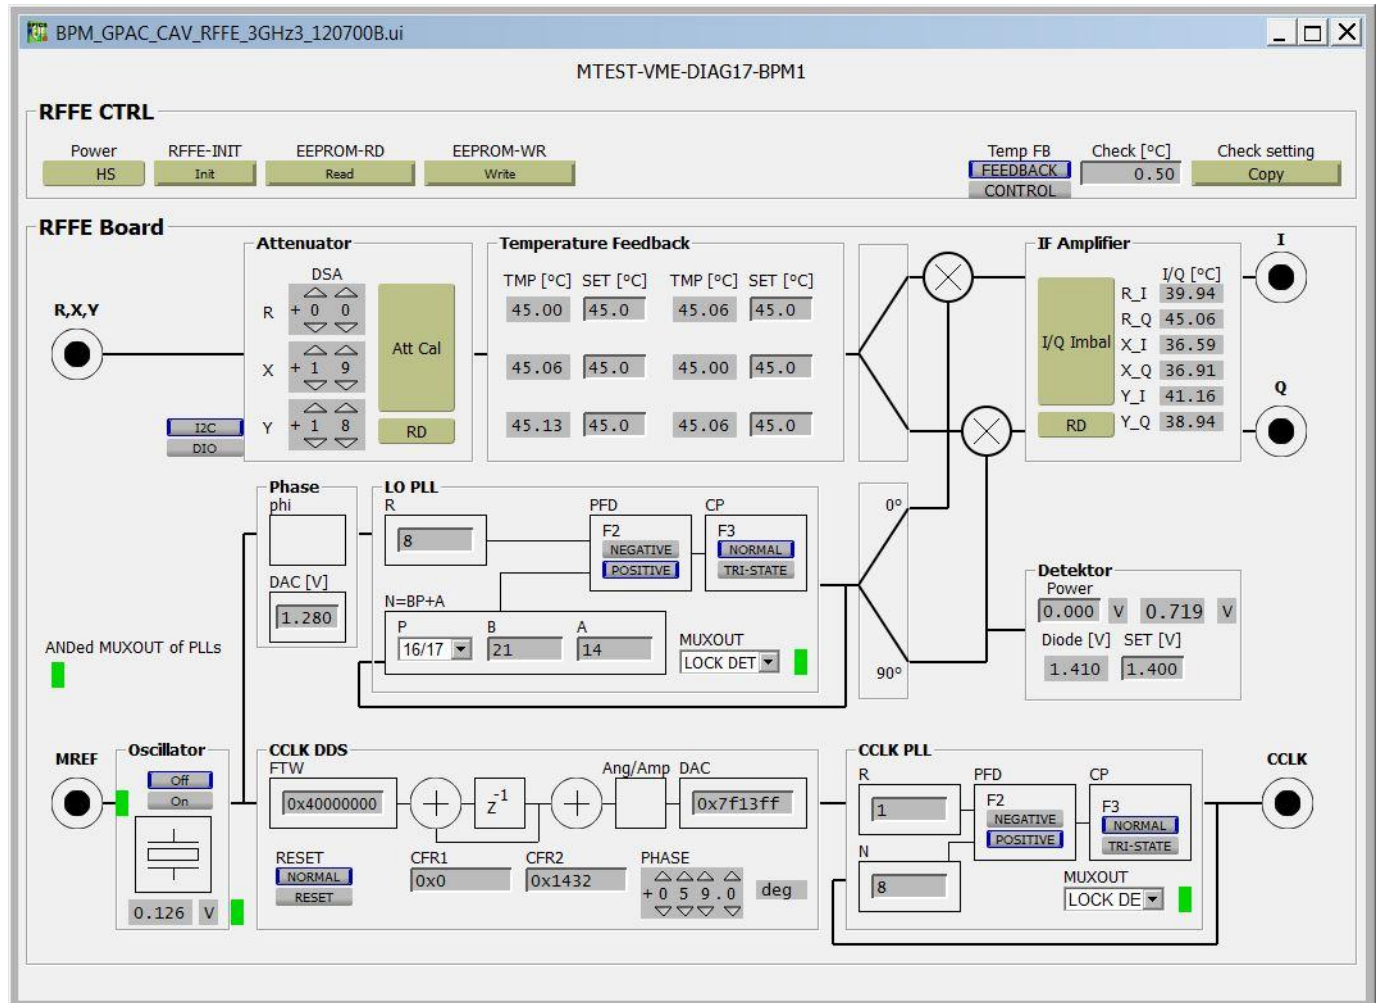 BPM_GPAC_CAV_RFFE_3GHz3_120700B.ui
MTEST-VME-DIAG17-BPM1
RFFE CTRL
Power RFFE-INIT EEPROM-RD EEPROM-WR Temp FB Check [°C] Check setting
HS Init Read Write FEEDBACK 0.50 Copy
CONTROL
RFFE Board
Attenuator Temperature Feedback IF Amplifier I
DSA TMP [°C] SET [°C] TMP [°C] SET [°C] I/Q [°C]
R,X,Y R +0 0 45.00 45.0 45.06 45.0 R_I 39.94
R_Q 45.06
Att Cal I/Q Imbal X_I 36.59
X +1 9 45.06 45.0 45.00 45.0 X_Q 36.91
Y_I 41.16 Q
I2C Y +1 8 RD 45.13 45.0 45.06 45.0 RD Y_Q 38.94
DIO
Phase LO PLL
phi R PFD CP 0°
8 F2 F3
NEGATIVE NORMAL
POSITIVE TRI-STATE
DAC [V] Detektor
1.280 N=BP+A Power
P B A 0.000 V 0.719 V
16/17 21 14 MUXOUT Diode [V] SET [V]
ANDed MUXOUT of PLLs LOCK DET 90° 1.410 1.400
MREF Oscillator CCLK DDS CCLK PLL CCLK
Off FTW Ang/Amp DAC R PFD CP
On 0x40000000 z-1 0x7f13ff 1 F2 F3
NEGATIVE NORMAL
POSITIVE TRI-STATE
RESET CFR1 CFR2 PHASE N
NORMAL 0x0 0x1432 +0 5 9.0 deg 8 MUXOUT
RESET LOCK DE
0.126 V